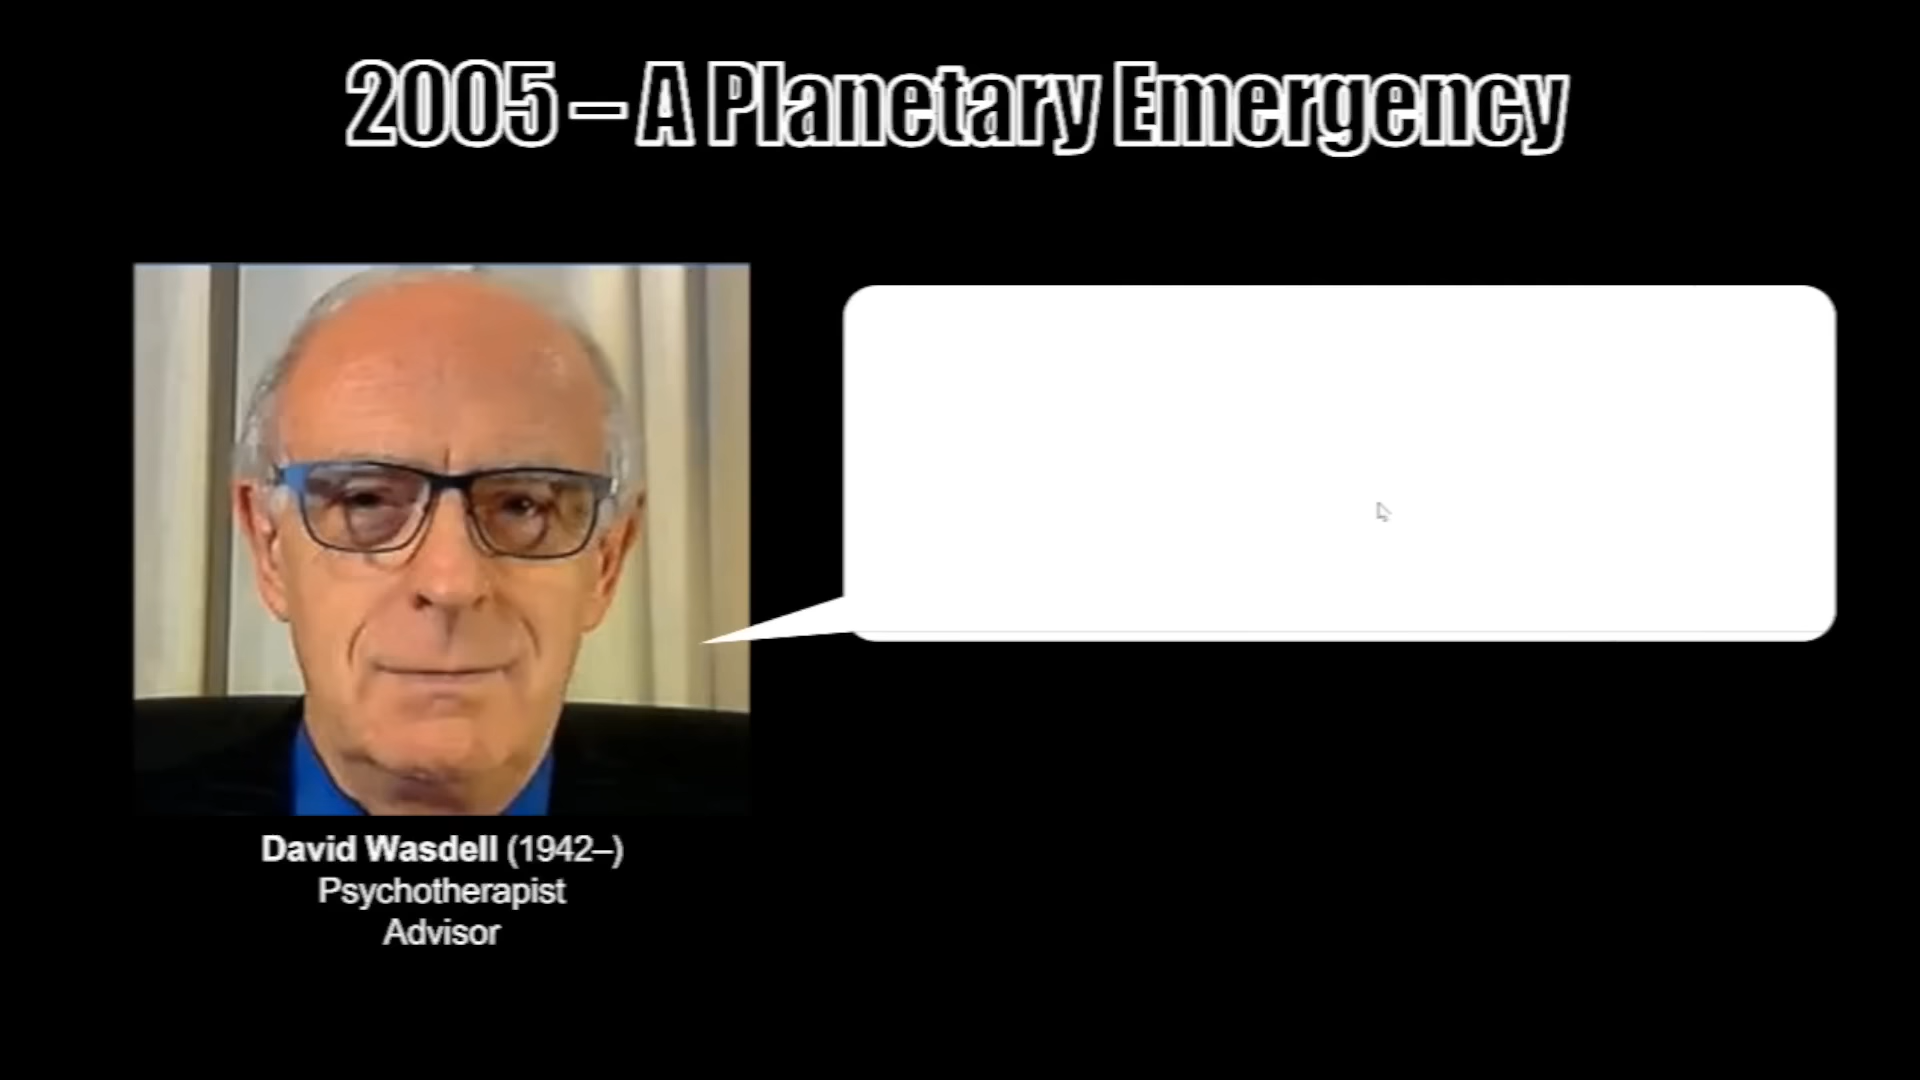 2005 – A Planetary Emergency
David Wasdell (1942–)
Psychotherapist
Advisor